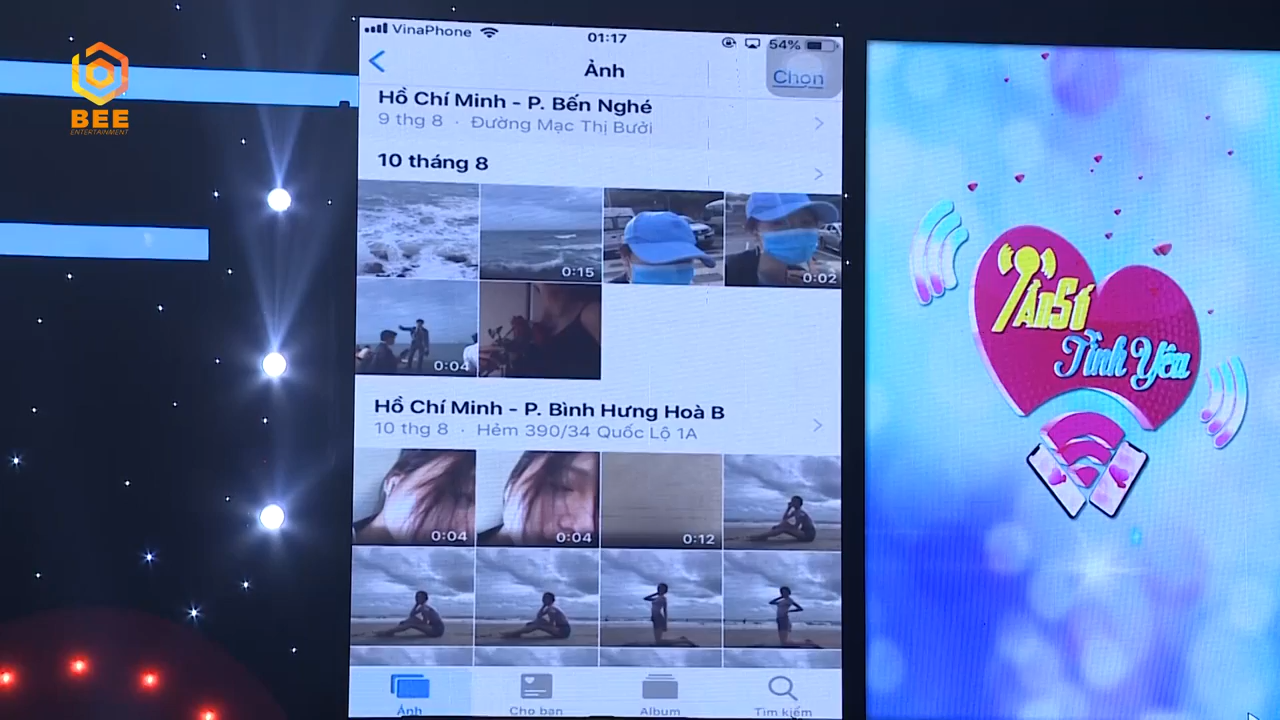 BEE
ENTERTAINMENT
VinaPhone
01:17
54%
Ảnh
Chọn
Hồ Chí Minh - P. Bến Nghé
9 thg 8 · Đường Mạc Thị Bưởi
10 tháng 8
0:15
0:02
0:04
Hồ Chí Minh - P. Bình Hưng Hoà B
10 thg 8 · Hẻm 390/34 Quốc Lộ 1A
0:04
0:04
0:12
Ảnh
Cho bạn
Album
Tìm kiếm
Tần Số
Tình Yêu